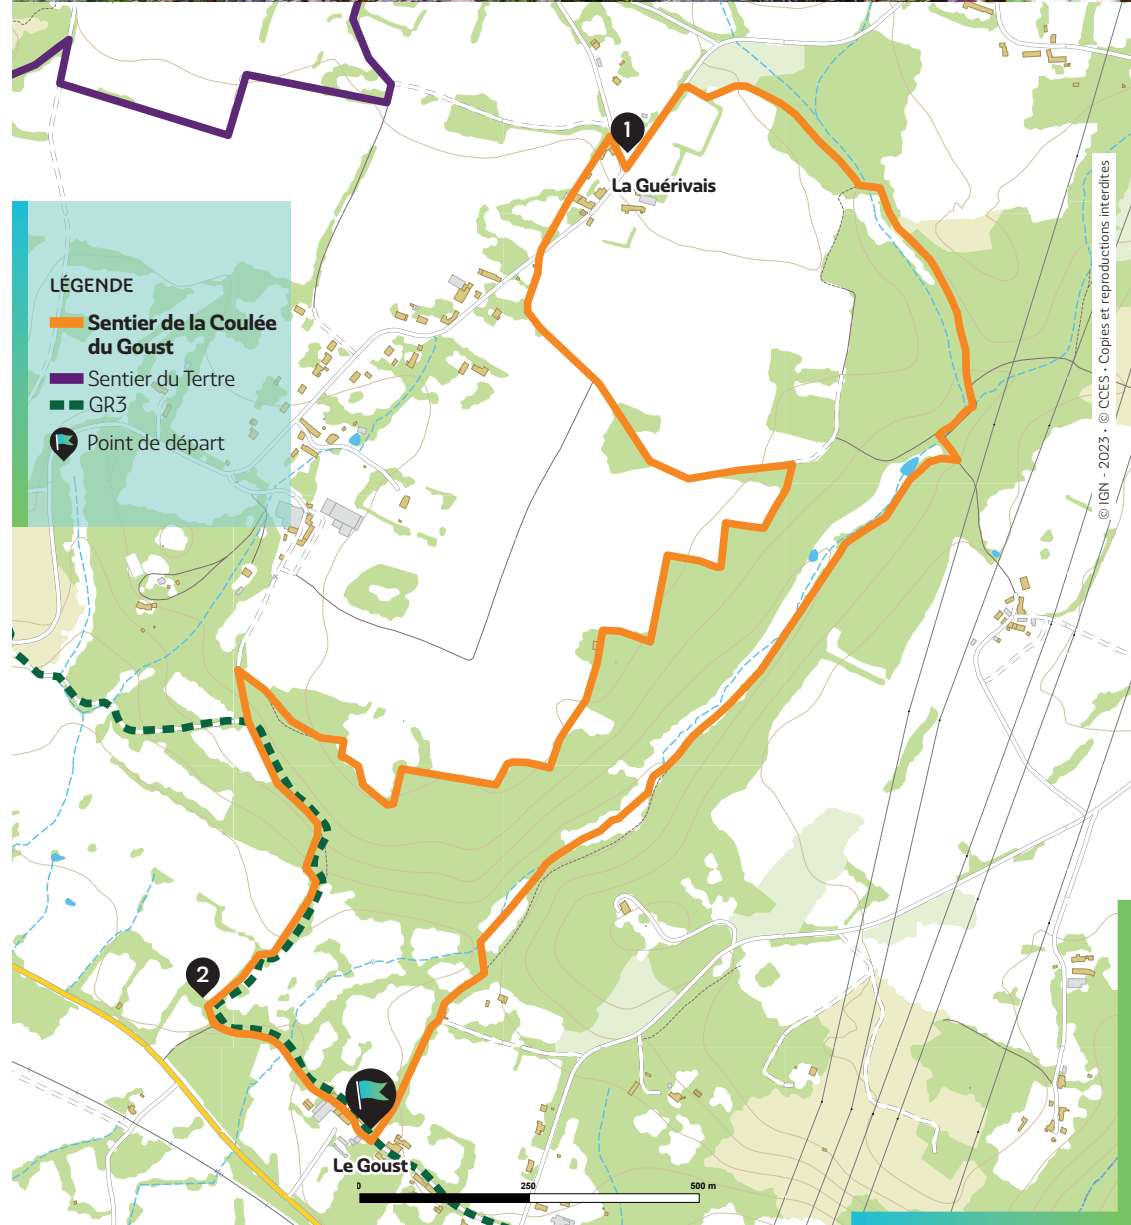 1
La Guérivais
LÉGENDE
Sentier de la Coulée
du Goust
Sentier du Tertre
GR3
Point de départ
© IGN - 2023 • © CCES • Copies et reproductions interdites
2
Le Goust
0 250 500 m